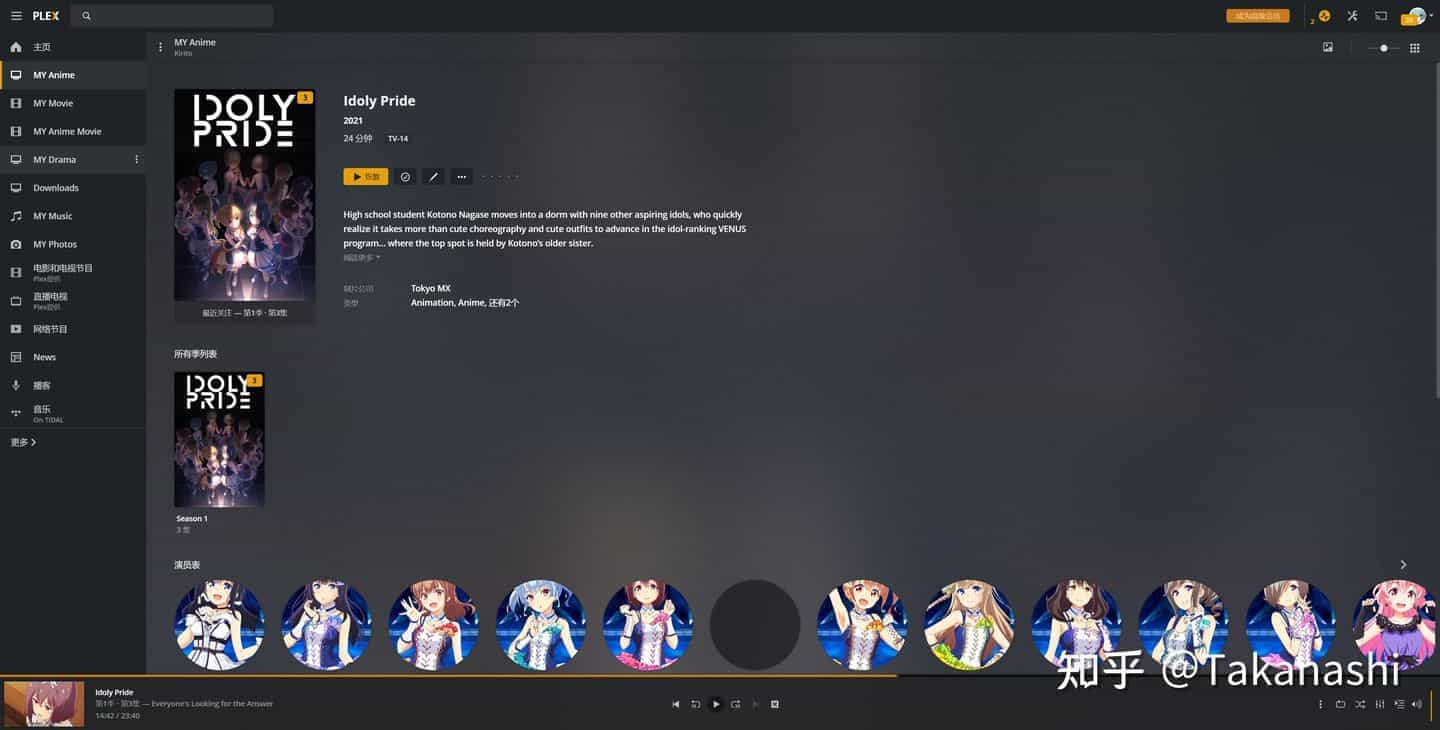 PLEX
成为高级会员
2
主页
MY Anime
MY Movie
MY Anime Movie
MY Drama
Downloads
MY Music
MY Photos
电影和电视节目
Plex提供
直播电视
Plex提供
网络节目
News
播客
音乐
On TIDAL
更多
MY Anime
Kirito
IDOLY
PRIDE
3
最近关注 — 第1季 · 第3集
Idoly Pride
2021
24 分钟 TV-14
恢复
High school student Kotono Nagase moves into a dorm with nine other aspiring idols, who quickly
realize it takes more than cute choreography and cute outfits to advance in the idol-ranking VENUS
program... where the top spot is held by Kotono's older sister.
阅读更多
制片公司 Tokyo MX
类型 Animation, Anime, 还有2个
所有季列表
IDOLY
PRIDE
3
Season 1
3 集
演员表
知乎 @Takanashi
Idoly Pride
第1季 · 第3集 — Everyone's Looking for the Answer
14:42 / 23:40